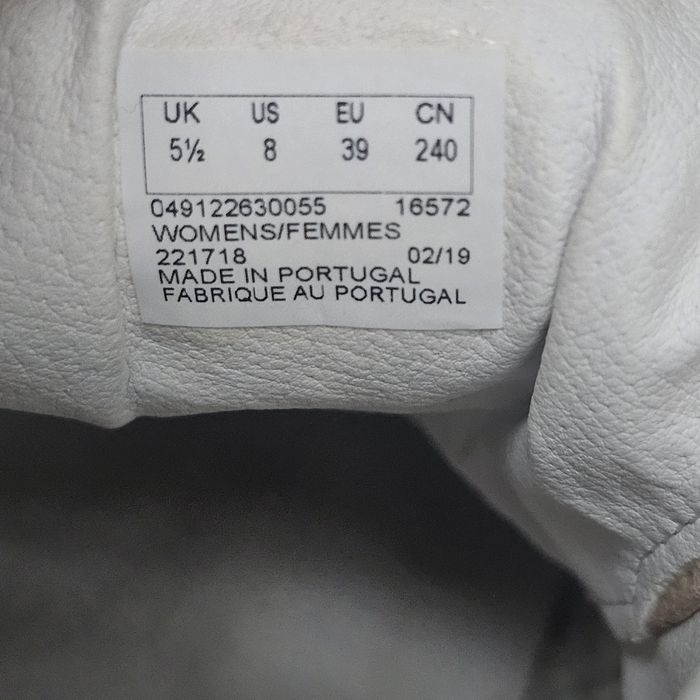 UK US EU CN
5½ 8 39 240
049122630055 16572
WOMENS/FEMMES
221718 02/19
MADE IN PORTUGAL
FABRIQUE AU PORTUGAL